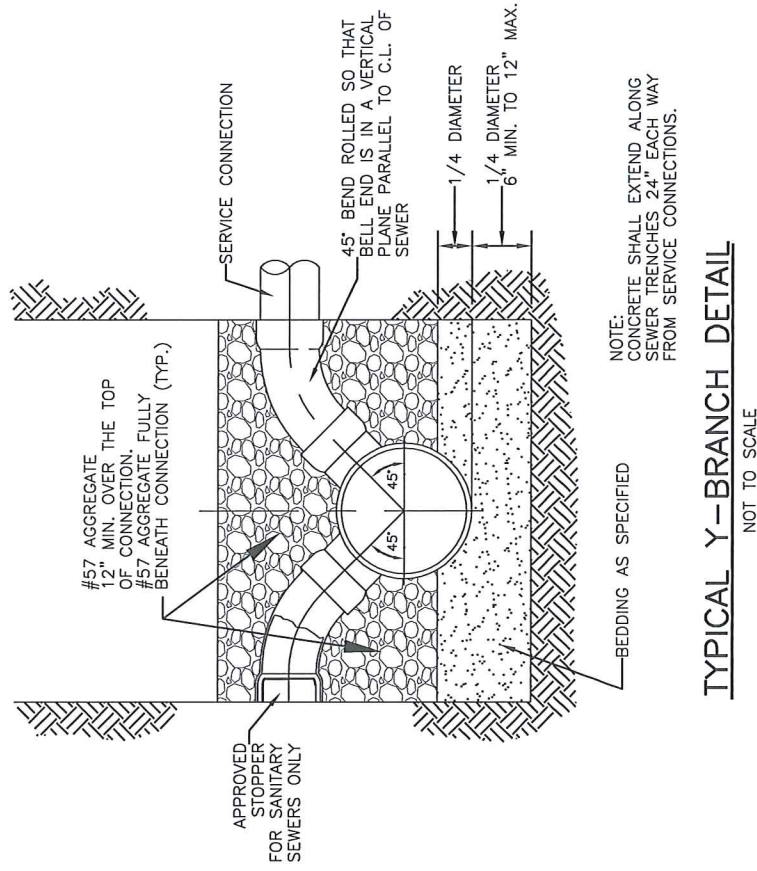 #57 AGGREGATE
12" MIN. OVER THE TOP
OF CONNECTION.
#57 AGGREGATE FULLY
BENEATH CONNECTION (TYP.)
SERVICE CONNECTION
APPROVED
STOPPER
FOR SANITARY
SEWERS ONLY
45° BEND ROLLED SO THAT
BELL END IS IN A VERTICAL
PLANE PARALLEL TO C.L. OF
SEWER
45°
45°
1/4 DIAMETER
1/4 DIAMETER
6" MIN. TO 12" MAX.
BEDDING AS SPECIFIED
NOTE:
CONCRETE SHALL EXTEND ALONG
SEWER TRENCHES 24" EACH WAY
FROM SERVICE CONNECTIONS.
TYPICAL Y-BRANCH DETAIL
NOT TO SCALE